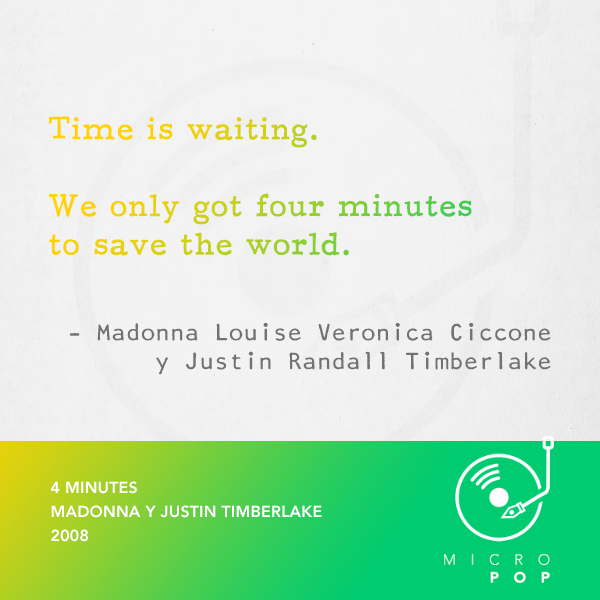 Time is waiting.
We only got four minutes
to save the world.
- Madonna Louise Veronica Ciccone
y Justin Randall Timberlake
4 MINUTES
MADONNA Y JUSTIN TIMBERLAKE
2008
MICRO
POP